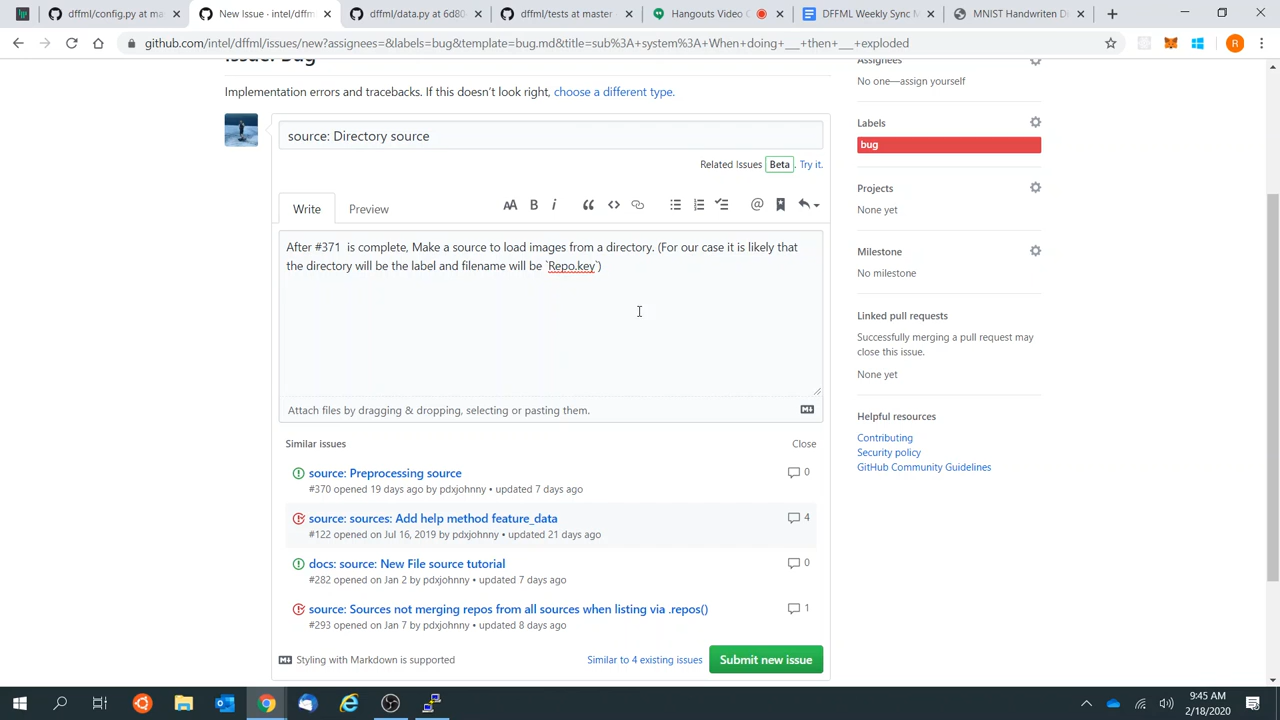 dffml/config.py at ma
New Issue · intel/dffm
dffml/data.py at 6d80
dffml/tests at master
Hangouts Video C
DFFML Weekly Sync M
MNIST Handwriten Di
github.com/intel/dffml/issues/new?assignees=&labels=bug&template=bug.md&title=sub%3A+system%3A+When+doing+___+then+___+exploded
R
Issue: Bug
Implementation errors and tracebacks. If this doesn't look right, choose a different type.
source: Directory source
Related Issues Beta. Try it.
Write
Preview
After #371  is complete, Make a source to load images from a directory. (For our case it is likely that
the directory will be the label and filename will be `Repo.key`)
Attach files by dragging & dropping, selecting or pasting them.
Similar issues
Close
source: Preprocessing source
0
#370 opened 19 days ago by pdxjohnny • updated 7 days ago
source: sources: Add help method feature_data
4
#122 opened on Jul 16, 2019 by pdxjohnny • updated 21 days ago
docs: source: New File source tutorial
0
#282 opened on Jan 2 by pdxjohnny • updated 7 days ago
source: Sources not merging repos from all sources when listing via .repos()
1
#293 opened on Jan 7 by pdxjohnny • updated 8 days ago
Styling with Markdown is supported
Similar to 4 existing issues
Submit new issue
Assignees
No one—assign yourself
Labels
bug
Projects
None yet
Milestone
No milestone
Linked pull requests
Successfully merging a pull request may
close this issue.
None yet
Helpful resources
Contributing
Security policy
GitHub Community Guidelines
9:45 AM
2/18/2020